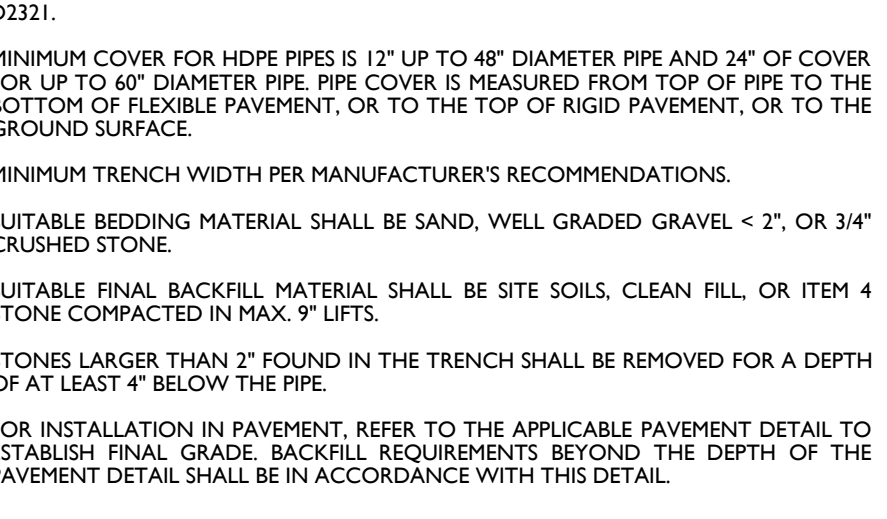 D2321.
MINIMUM COVER FOR HDPE PIPES IS 12" UP TO 48" DIAMETER PIPE AND 24" OF COVER
FOR UP TO 60" DIAMETER PIPE. PIPE COVER IS MEASURED FROM TOP OF PIPE TO THE
BOTTOM OF FLEXIBLE PAVEMENT, OR TO THE TOP OF RIGID PAVEMENT, OR TO THE
GROUND SURFACE.
MINIMUM TRENCH WIDTH PER MANUFACTURER'S RECOMMENDATIONS.
SUITABLE BEDDING MATERIAL SHALL BE SAND, WELL GRADED GRAVEL < 2", OR 3/4"
CRUSHED STONE.
SUITABLE FINAL BACKFILL MATERIAL SHALL BE SITE SOILS, CLEAN FILL, OR ITEM 4
STONE COMPACTED IN MAX. 9" LIFTS.
STONES LARGER THAN 2" FOUND IN THE TRENCH SHALL BE REMOVED FOR A DEPTH
OF AT LEAST 4" BELOW THE PIPE.
FOR INSTALLATION IN PAVEMENT, REFER TO THE APPLICABLE PAVEMENT DETAIL TO
ESTABLISH FINAL GRADE. BACKFILL REQUIREMENTS BEYOND THE DEPTH OF THE
PAVEMENT DETAIL SHALL BE IN ACCORDANCE WITH THIS DETAIL.